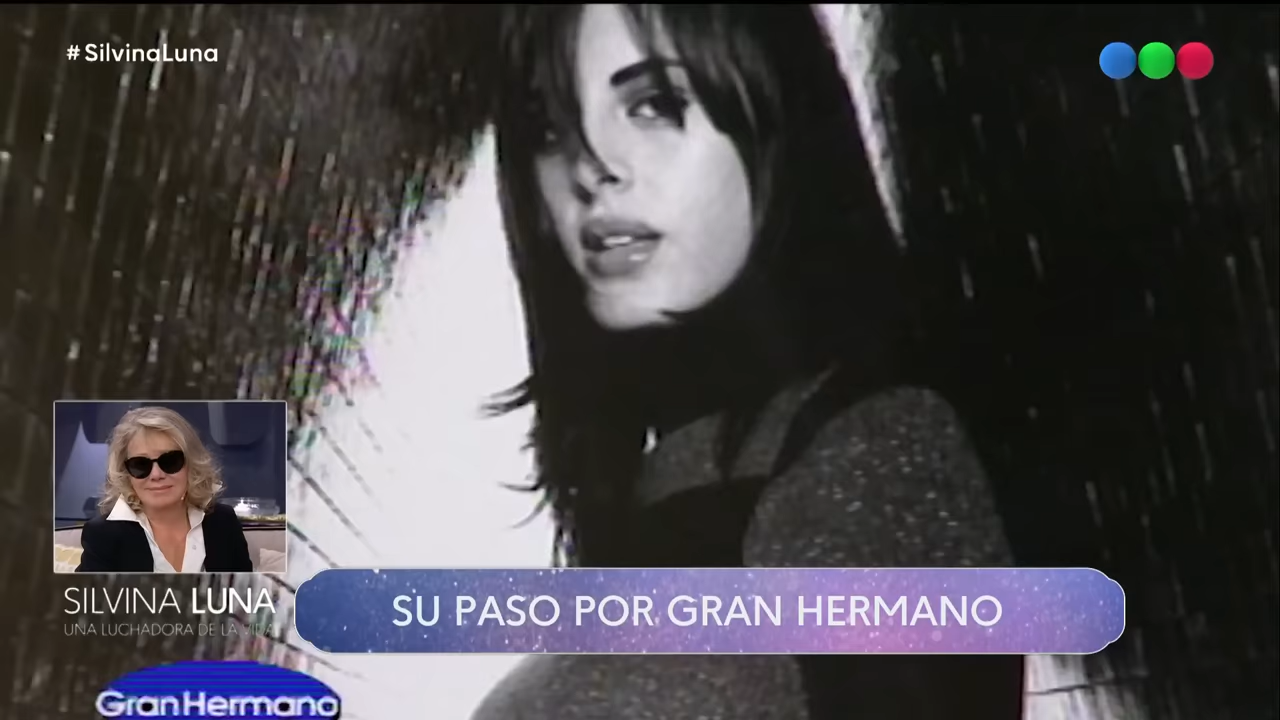 #SilvinaLuna
SILVINA LUNA
UNA LUCHADORA DE LA VIDA
SU PASO POR GRAN HERMANO
GranHermano